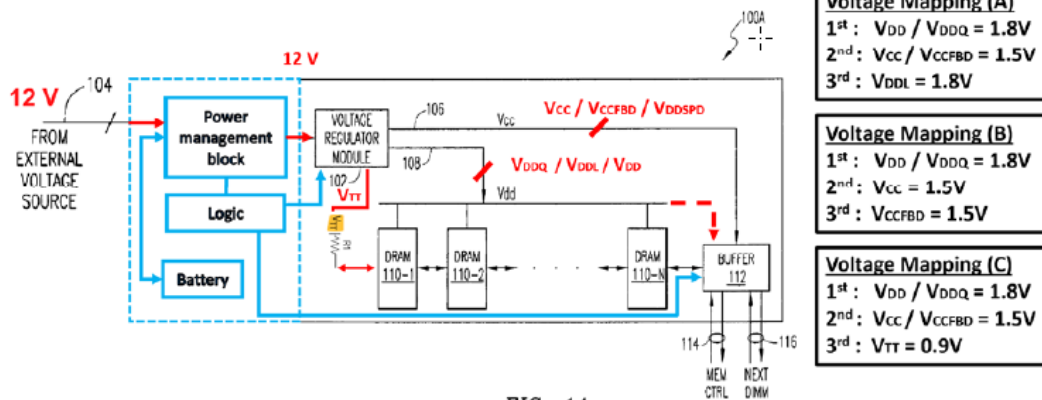 100A
12 V
12 V
104
FROM
EXTERNAL
VOLTAGE
SOURCE
Power
management
block
Logic
Battery
VOLTAGE
REGULATOR
MODULE
102
106
108
Vcc
VCC / VCCFBD / VDDSPD
VDDQ / VDDL / VDD
Vdd
VTT
VTT
R1
DRAM
110-1
DRAM
110-2
DRAM
110-N
BUFFER
112
114
116
MEM
CTRL
NEXT
DIMM
Voltage Mapping (A)
1st : VDD / VDDQ = 1.8V
2nd : VCC / VCCFBD = 1.5V
3rd : VDDL = 1.8V
Voltage Mapping (B)
1st : VDD / VDDQ = 1.8V
2nd : VCC = 1.5V
3rd : VCCFBD = 1.5V
Voltage Mapping (C)
1st : VDD / VDDQ = 1.8V
2nd : VCC / VCCFBD = 1.5V
3rd : VTT = 0.9V